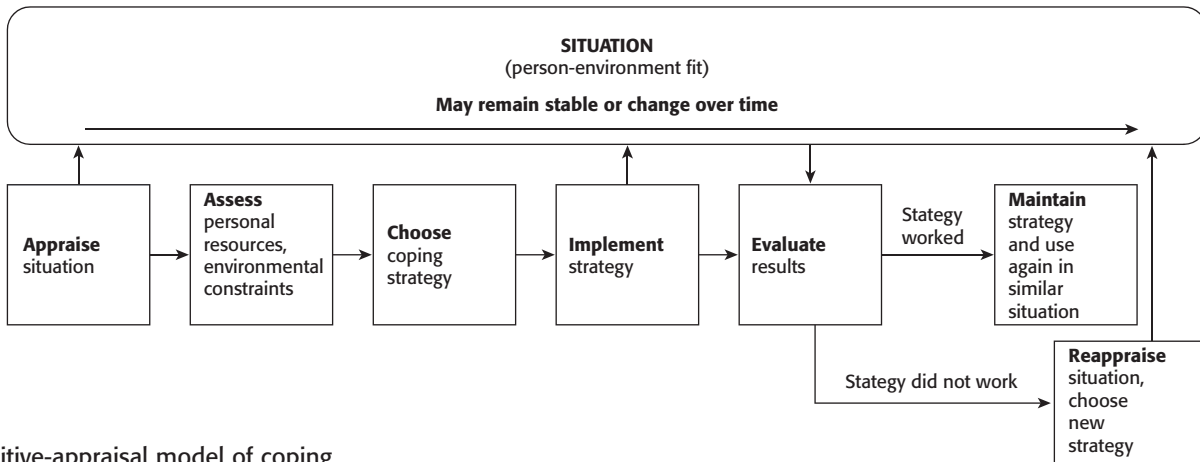 SITUATION
(person-environment fit)
May remain stable or change over time
Appraise
situation
Assess
personal
resources,
environmental
constraints
Choose
coping
strategy
Implement
strategy
Evaluate
results
Stategy
worked
Maintain
strategy
and use
again in
similar
situation
Stategy did not work
Reappraise
situation,
choose
new
strategy
itive-appraisal model of coping